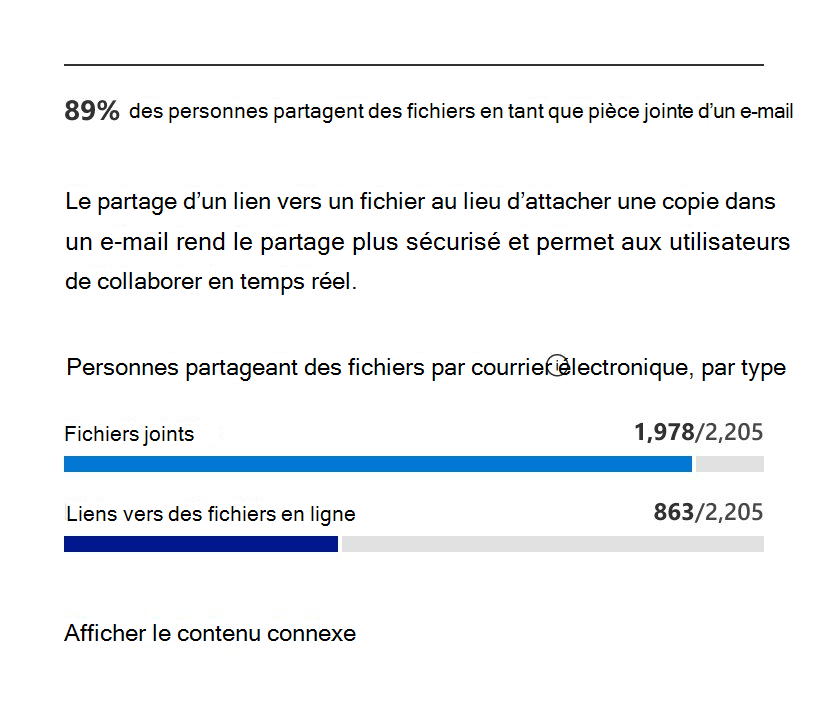 89% des personnes partagent des fichiers en tant que pièce jointe d’un e-mail
Le partage d’un lien vers un fichier au lieu d’attacher une copie dans
un e-mail rend le partage plus sécurisé et permet aux utilisateurs
de collaborer en temps réel.
Personnes partageant des fichiers par courrier électronique, par type
Fichiers joints 1,978/2,205
Liens vers des fichiers en ligne 863/2,205
Afficher le contenu connexe